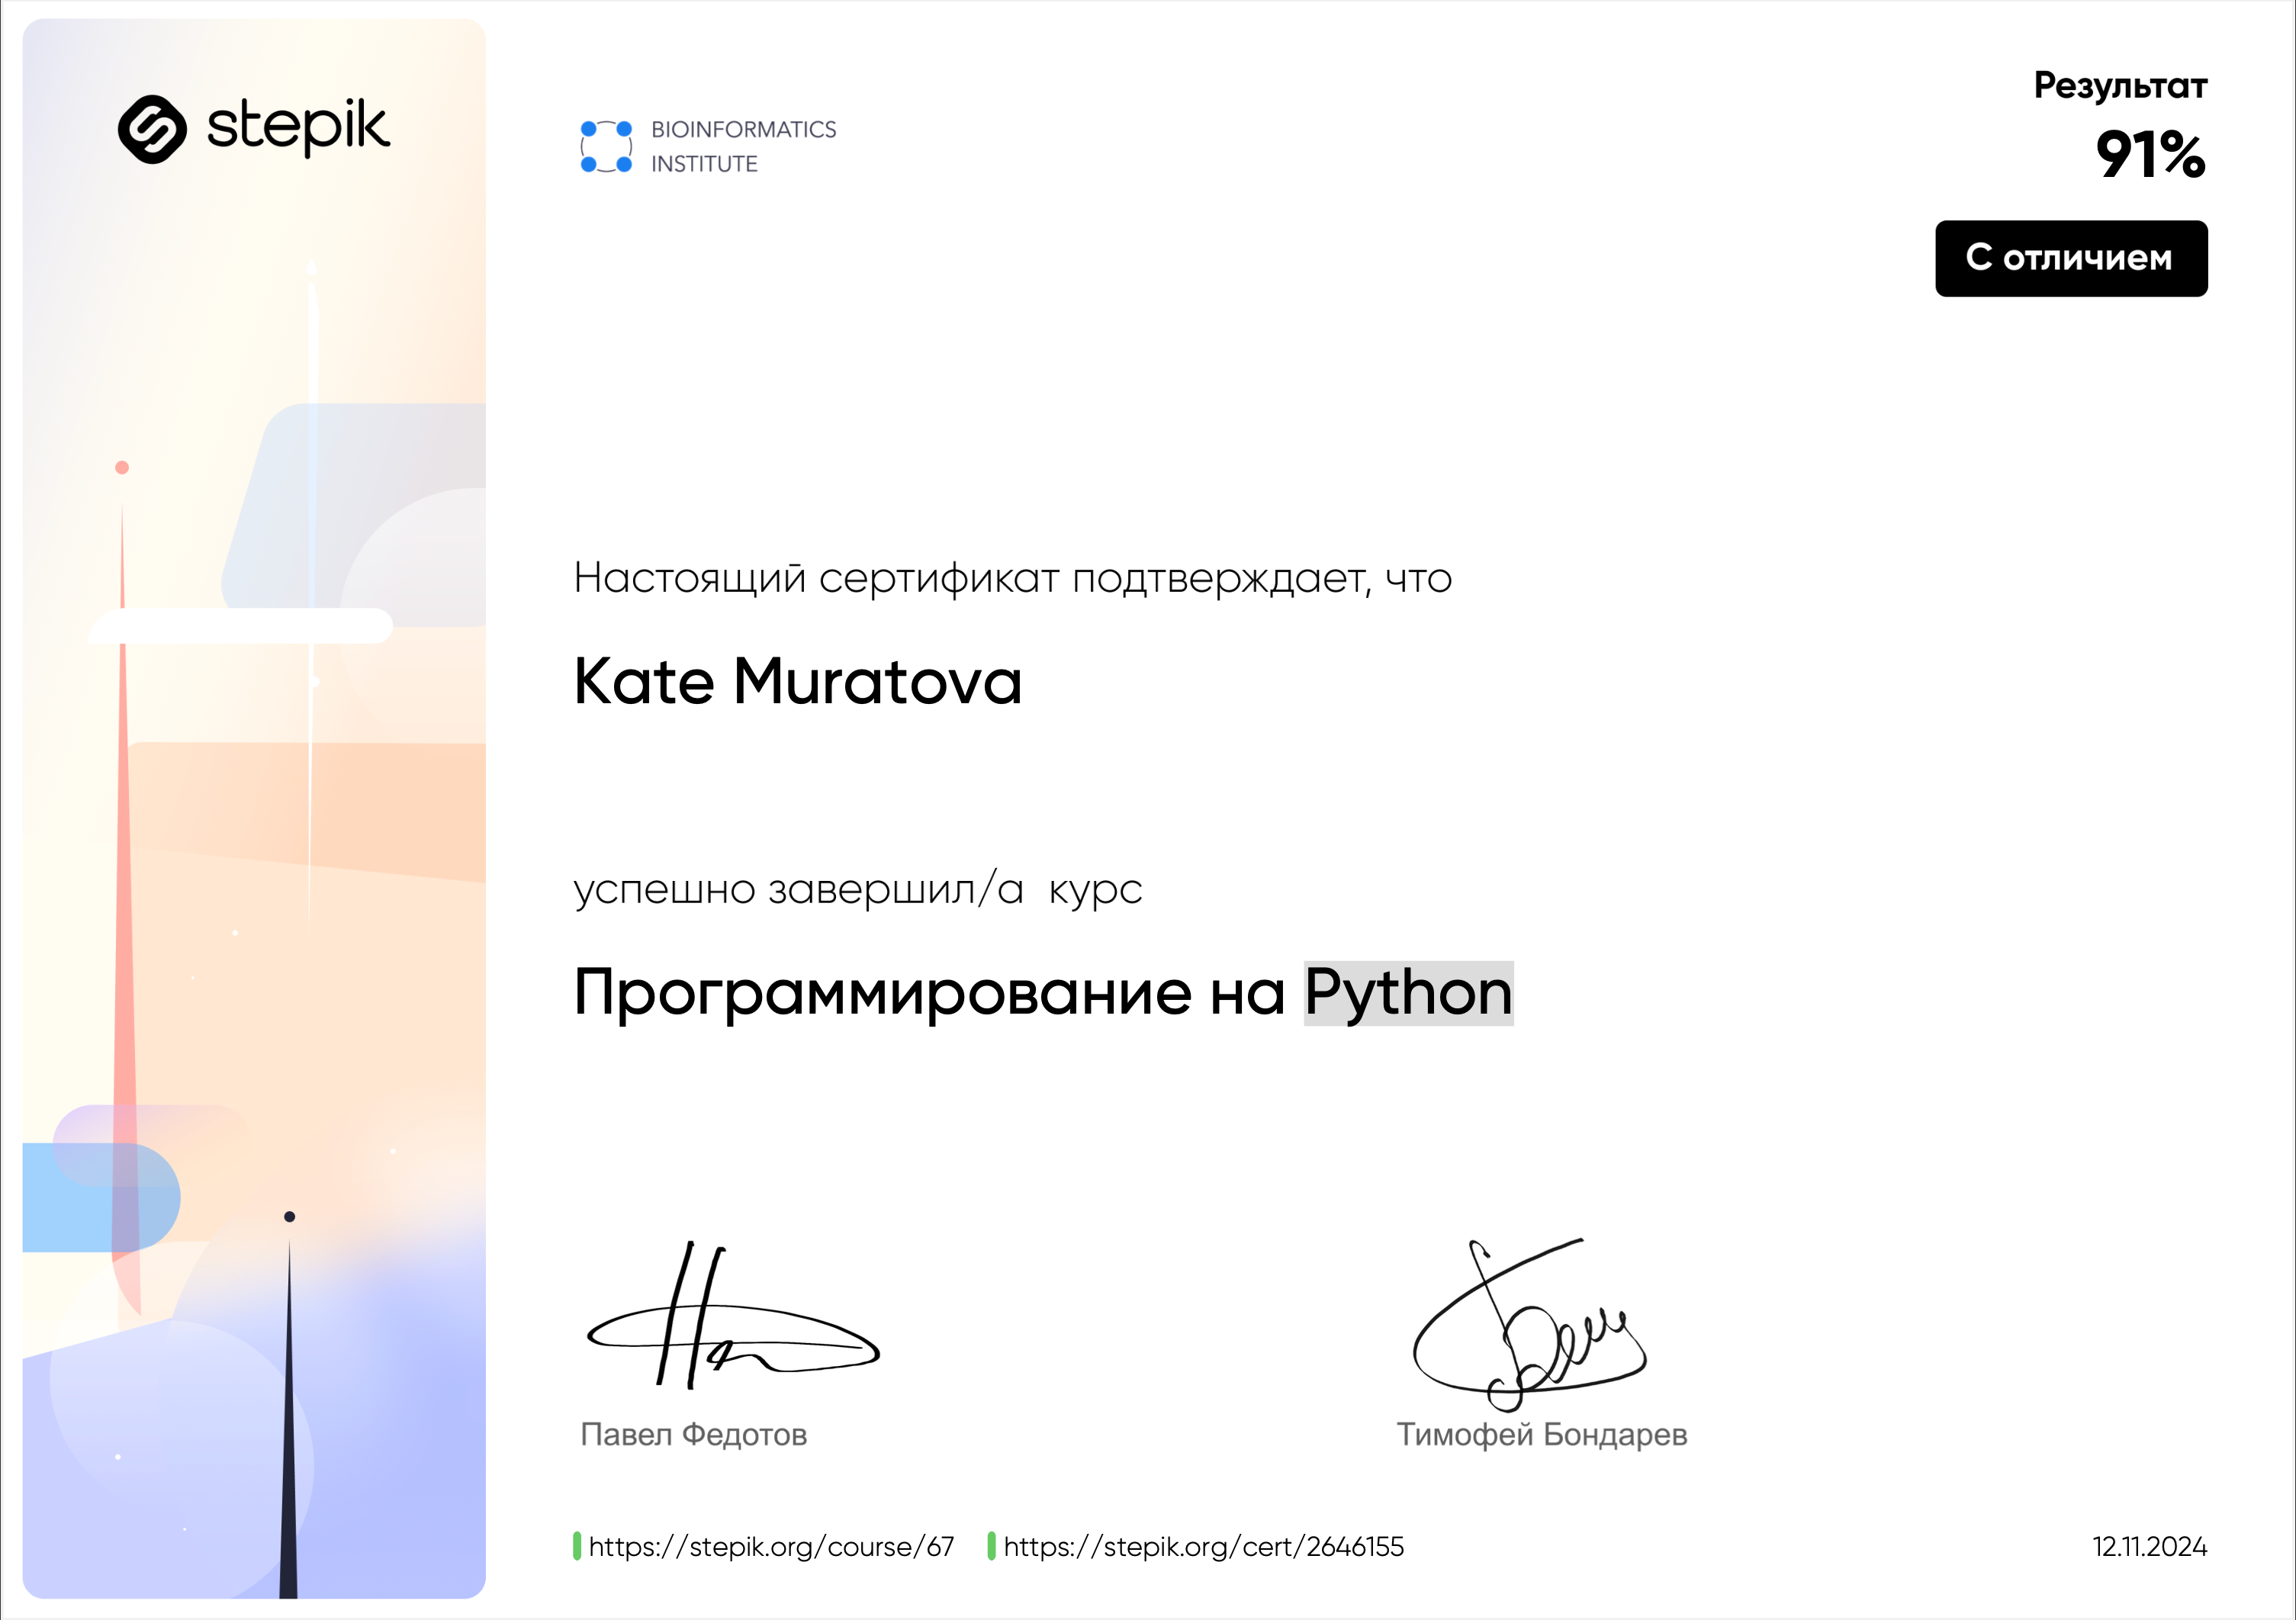 stepik
BIOINFORMATICS
INSTITUTE
Результат
91%
С отличием
Настоящий сертификат подтверждает, что
Kate Muratova
успешно завершил/а курс
Программирование на Python
Павел Федотов
Тимофей Бондарев
https://stepik.org/course/67
https://stepik.org/cert/2646155
12.11.2024